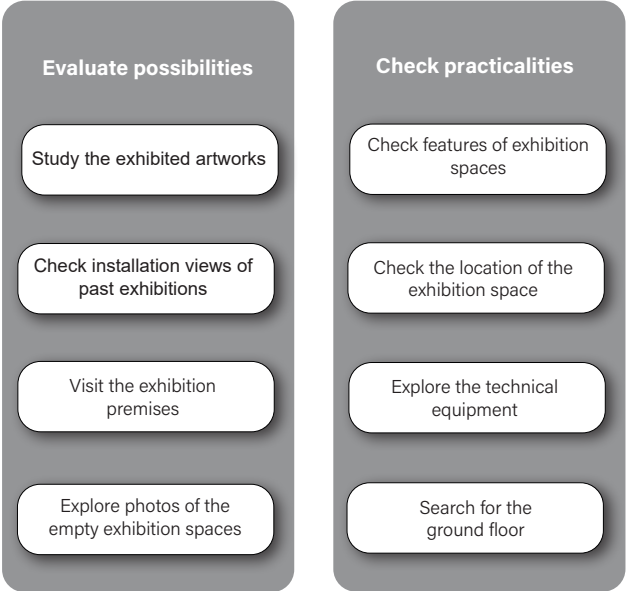 Evaluate possibilities
Study the exhibited artworks
Check installation views of
past exhibitions
Visit the exhibition
premises
Explore photos of the
empty exhibition spaces
Check practicalities
Check features of exhibition
spaces
Check the location of the
exhibition space
Explore the technical
equipment
Search for the
ground floor